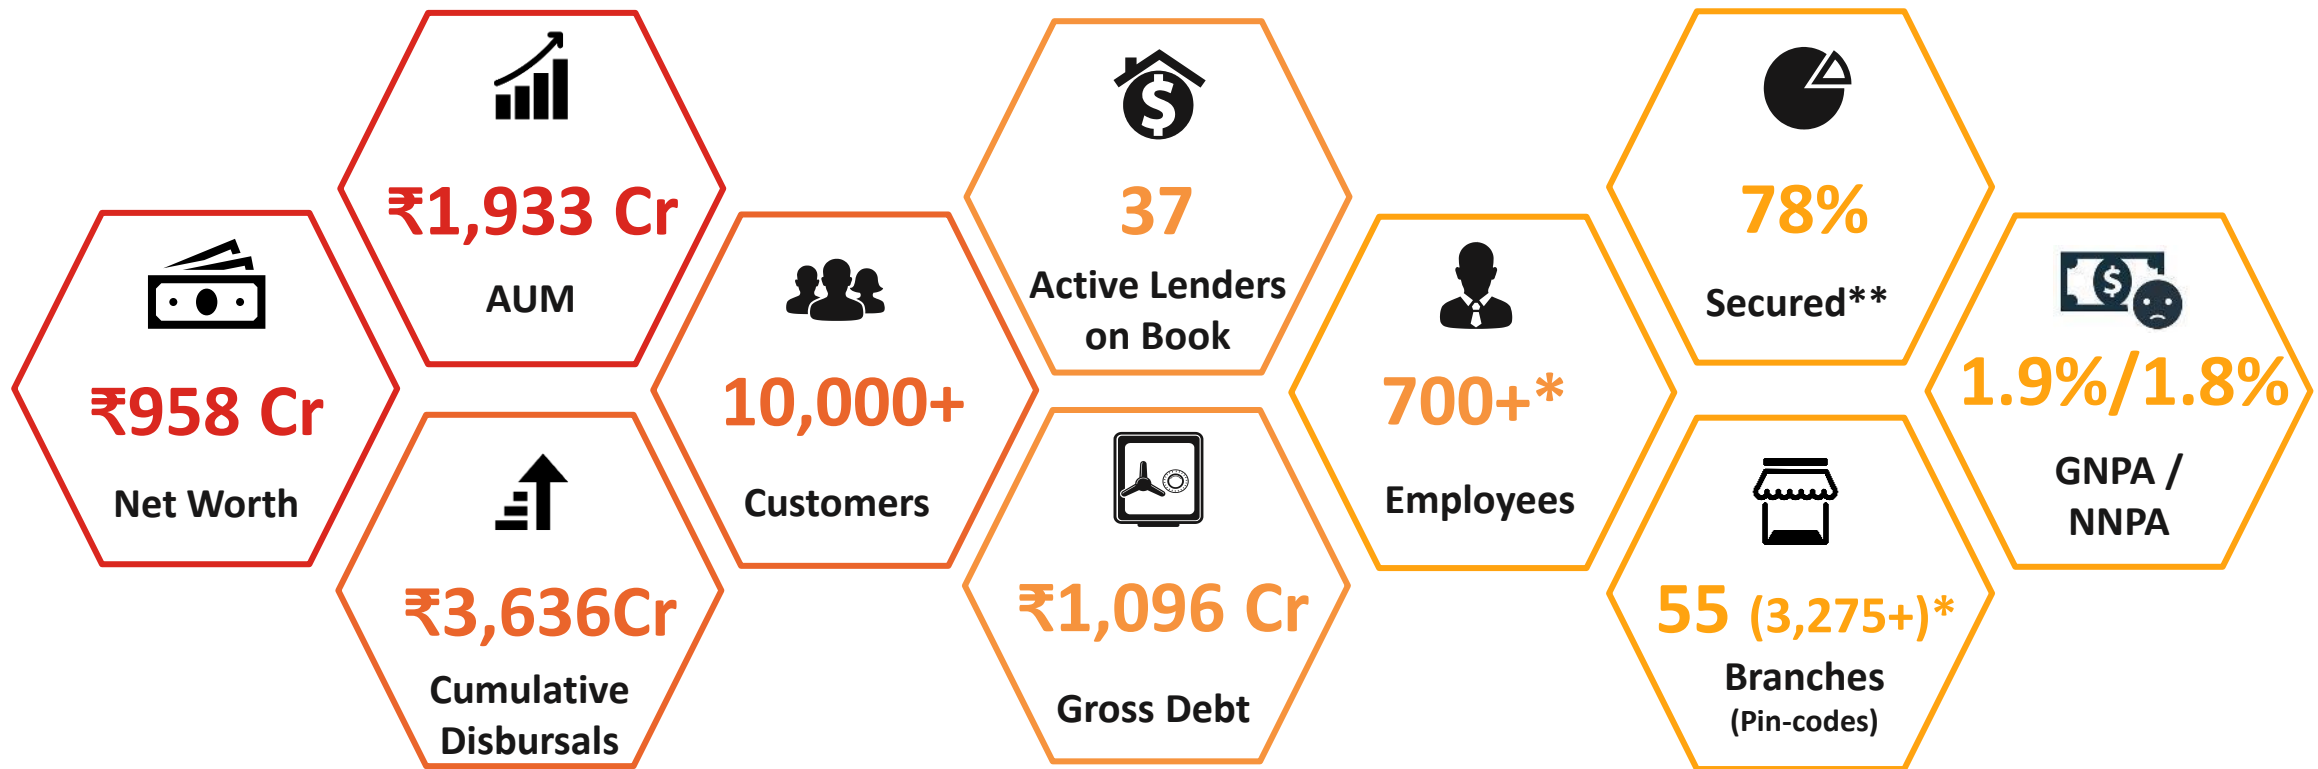 ₹958 Cr
Net Worth
₹1,933 Cr
AUM
₹3,636Cr
Cumulative
Disbursals
10,000+
Customers
37
Active Lenders
on Book
₹1,096 Cr
Gross Debt
700+*
Employees
78%
Secured**
55 (3,275+)*
Branches
(Pin-codes)
1.9%/1.8%
GNPA /
NNPA